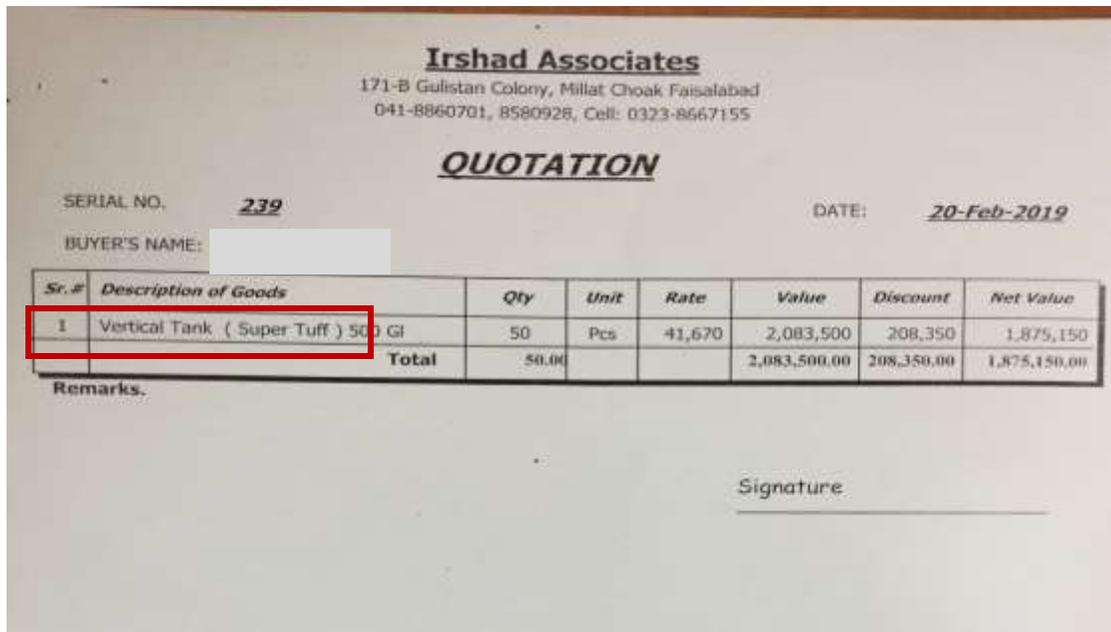 Irshad Associates
171-B Gulistan Colony, Millat Choak Faisalabad
041-8860701, 8580928, Cell: 0323-8667155
QUOTATION
SERIAL NO. 239 DATE: 20-Feb-2019
BUYER'S NAME:
Sr.# Description of Goods Qty Unit Rate Value Discount Net Value
1 Vertical Tank ( Super Tuff ) 500 Gl 50 Pcs 41,670 2,083,500 208,350 1,875,150
Total 50.00 2,083,500.00 208,350.00 1,875,150.00
Remarks.
Signature